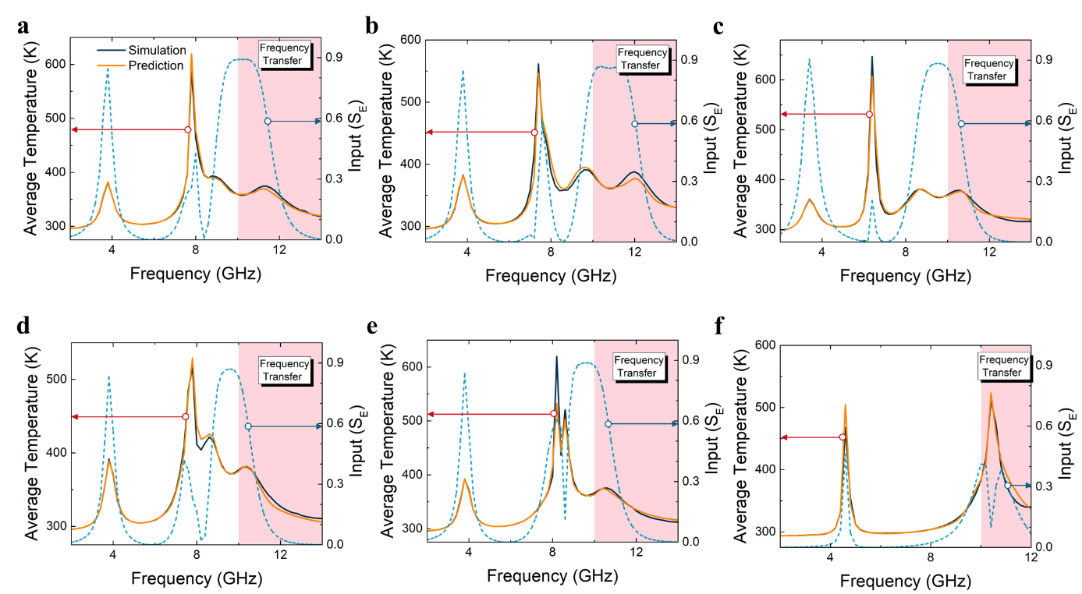 a
Simulation
Prediction
Frequency
Transfer
600
500
400
300
0.9
0.6
0.3
0.0
4
8
12
Average Temperature (K)
Input (S_E)
Frequency (GHz)
b
Frequency
Transfer
600
500
400
300
0.9
0.6
0.3
0.0
4
8
12
Average Temperature (K)
Input (S_E)
Frequency (GHz)
c
Frequency
Transfer
650
600
550
500
350
300
0.9
0.6
0.3
0.0
4
8
12
Average Temperature (K)
Input (S_E)
Frequency (GHz)
d
Frequency
Transfer
500
400
300
0.9
0.6
0.3
0.0
4
8
12
Average Temperature (K)
Input (S_E)
Frequency (GHz)
e
Frequency
Transfer
600
500
400
300
0.9
0.6
0.3
0.0
4
8
12
Average Temperature (K)
Input (S_E)
Frequency (GHz)
f
Frequency
Transfer
600
500
400
300
0.9
0.6
0.3
0.0
4
8
12
Average Temperature (K)
Input (S_E)
Frequency (GHz)